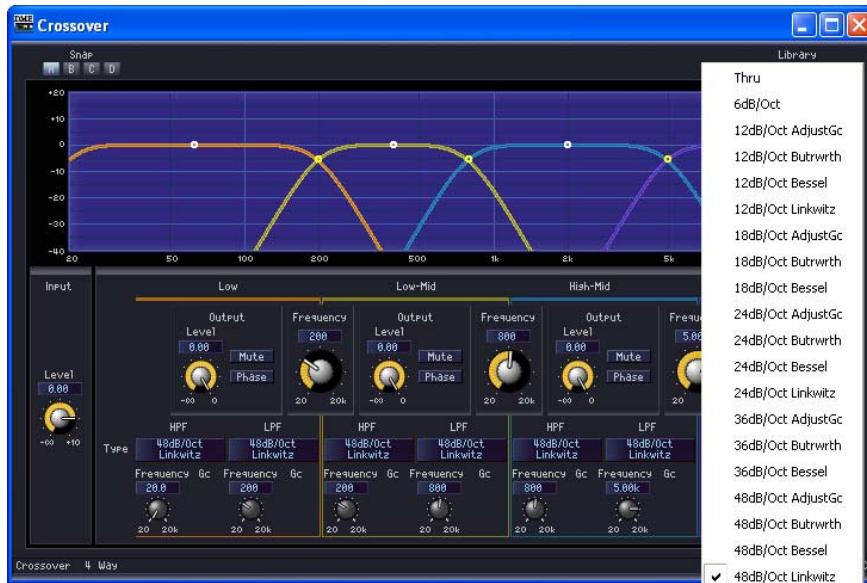 Crossover
Snap
Library
A B C D
+20
+10
0
-10
-20
-30
-40
20 50 100 200 500 1k 2k 5k
Thru
6dB/Oct
12dB/Oct AdjustGc
12dB/Oct Butrwrth
12dB/Oct Bessel
12dB/Oct Linkwitz
18dB/Oct AdjustGc
18dB/Oct Butrwrth
18dB/Oct Bessel
24dB/Oct AdjustGc
24dB/Oct Butrwrth
24dB/Oct Bessel
24dB/Oct Linkwitz
36dB/Oct AdjustGc
36dB/Oct Butrwrth
36dB/Oct Bessel
48dB/Oct AdjustGc
48dB/Oct Butrwrth
48dB/Oct Bessel
48dB/Oct Linkwitz
Input
Level
0.00
-∞ +10
Low Low-Mid High-Mid
Output Frequency Output Frequency Output Frequency
Level 200 Level 800 Level
0.00 0.00 0.00
Mute Mute Mute
Phase Phase Phase
-∞ 0 20 20k -∞ 0 20 20k -∞ 0 20
HPF LPF HPF LPF HPF LPF
Type 48dB/Oct Linkwitz 48dB/Oct Linkwitz 48dB/Oct Linkwitz 48dB/Oct Linkwitz 48dB/Oct Linkwitz 48dB/Oct Linkwitz
Frequency Gc Frequency Gc Frequency Gc Frequency Gc Frequency Gc Frequency Gc
20.0 200 200 800 800 5.00k
20 20k 20 20k 20 20k 20 20k 20 20k 20 20k
Crossover 4 Way